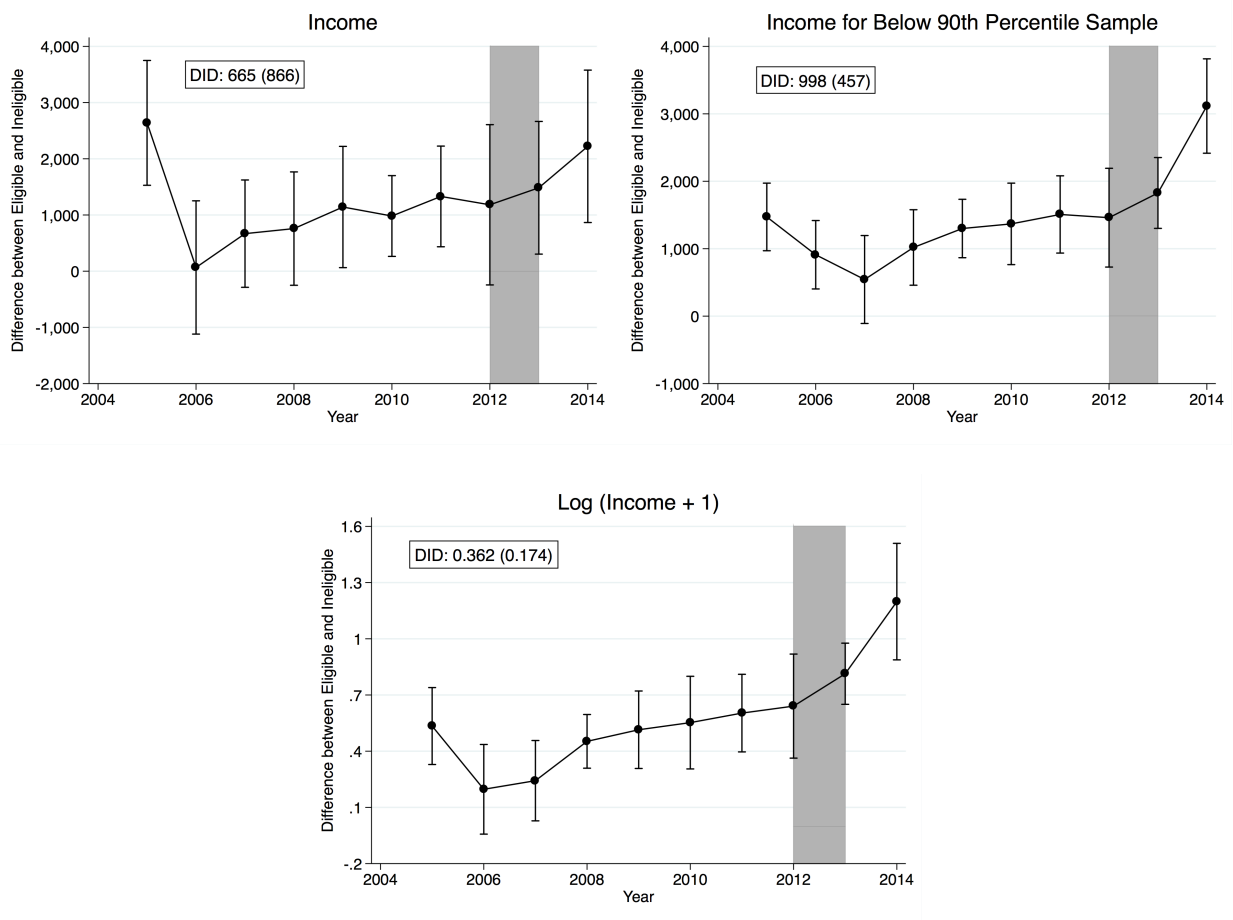 Income
Difference between Eligible and Ineligible
4,000
3,000
2,000
1,000
0
-1,000
-2,000
DID: 665 (866)
2004 2006 2008 2010 2012 2014
Year
Income for Below 90th Percentile Sample
Difference between Eligible and Ineligible
4,000
3,000
2,000
1,000
0
-1,000
DID: 998 (457)
2004 2006 2008 2010 2012 2014
Year
Log (Income + 1)
Difference between Eligible and Ineligible
1.6
1.3
1
.7
.4
.1
-.2
DID: 0.362 (0.174)
2004 2006 2008 2010 2012 2014
Year